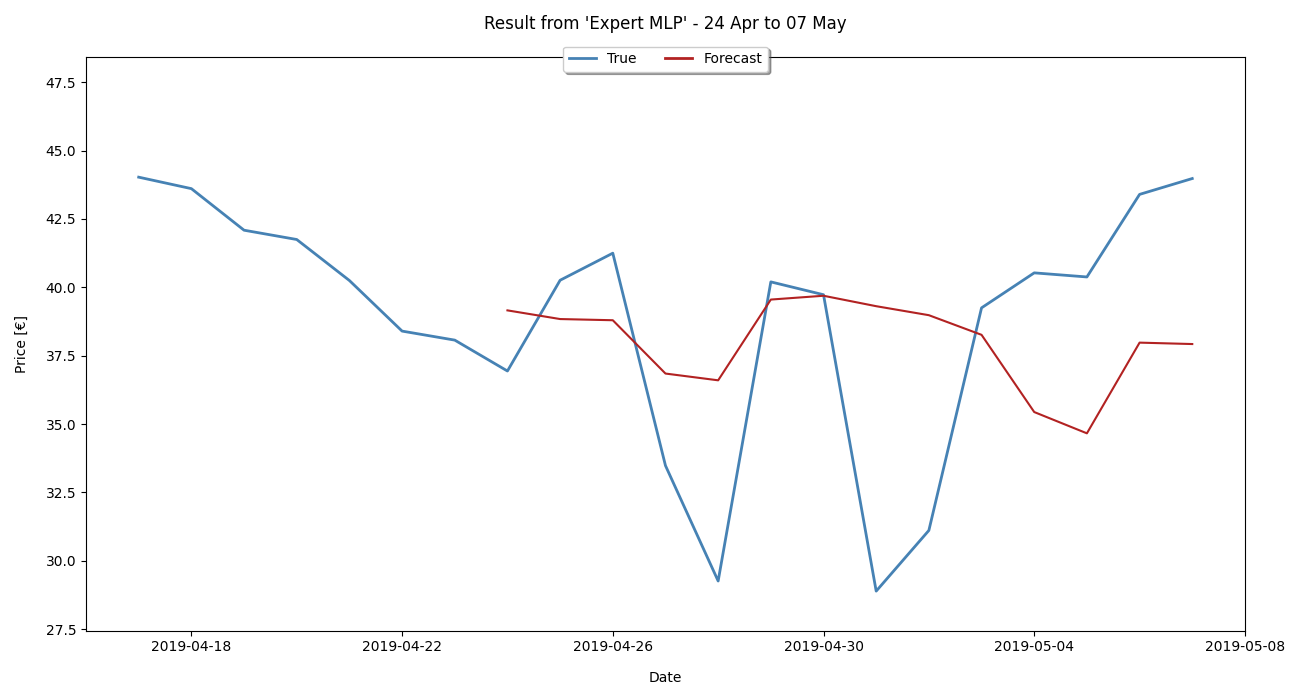 Result from 'Expert MLP' - 24 Apr to 07 May
True Forecast
47.5
45.0
42.5
40.0
37.5
35.0
32.5
30.0
27.5
Price [€]
2019-04-18 2019-04-22 2019-04-26 2019-04-30 2019-05-04 2019-05-08
Date